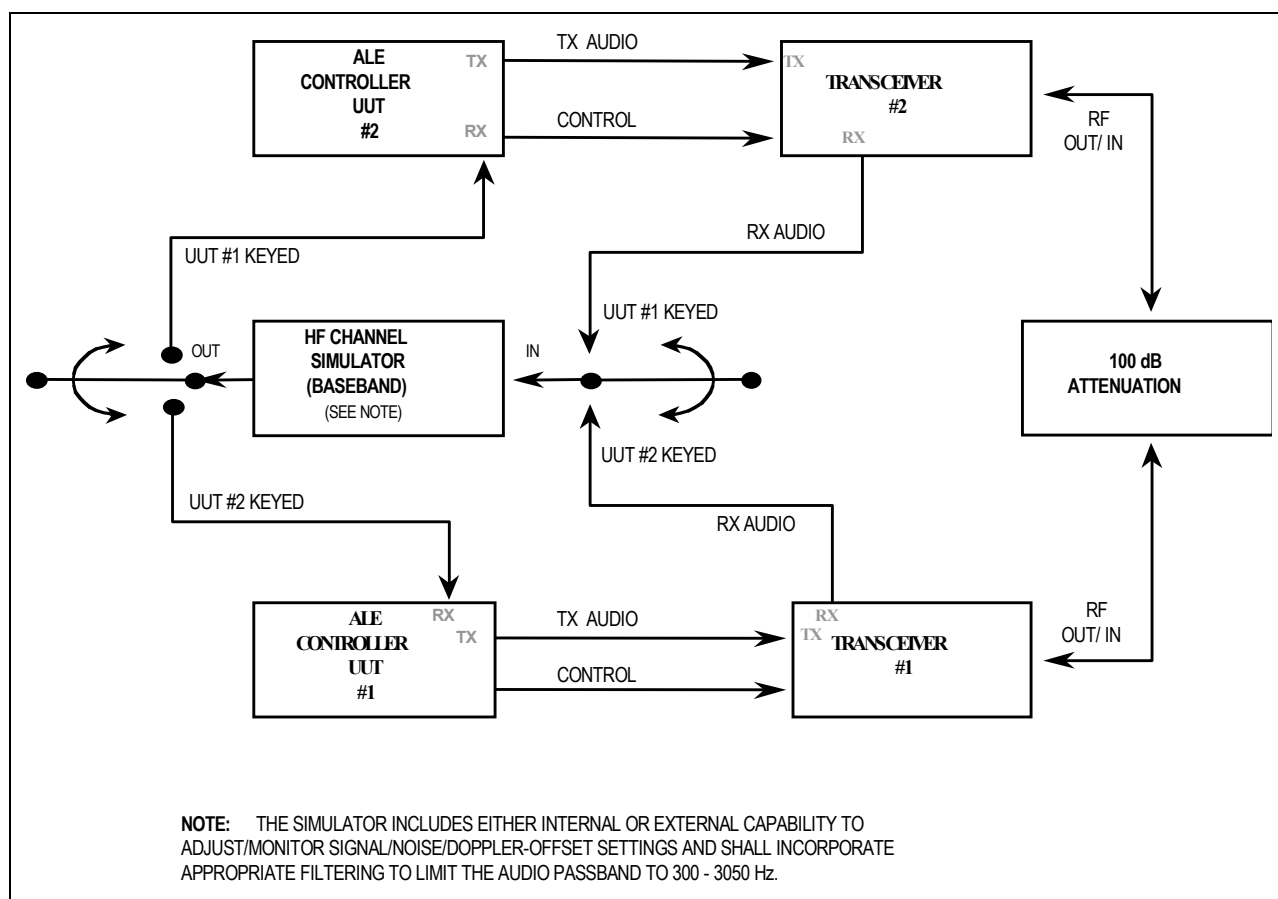 ALE
CONTROLLER
UUT
#2
TX
RX
TX AUDIO
CONTROL
TX
TRANSCEIVER
#2
RX
RF
OUT/ IN
UUT #1 KEYED
RX AUDIO
UUT #1 KEYED
OUT
HF CHANNEL
SIMULATOR
(BASEBAND)
(SEE NOTE)
IN
100 dB
ATTENUATION
UUT #2 KEYED
UUT #2 KEYED
RX AUDIO
ALE
CONTROLLER
UUT
#1
RX
TX
TX AUDIO
CONTROL
RX
TX
TRANSCEIVER
#1
RF
OUT/ IN
NOTE: THE SIMULATOR INCLUDES EITHER INTERNAL OR EXTERNAL CAPABILITY TO
ADJUST/MONITOR SIGNAL/NOISE/DOPPLER-OFFSET SETTINGS AND SHALL INCORPORATE
APPROPRIATE FILTERING TO LIMIT THE AUDIO PASSBAND TO 300 - 3050 Hz.